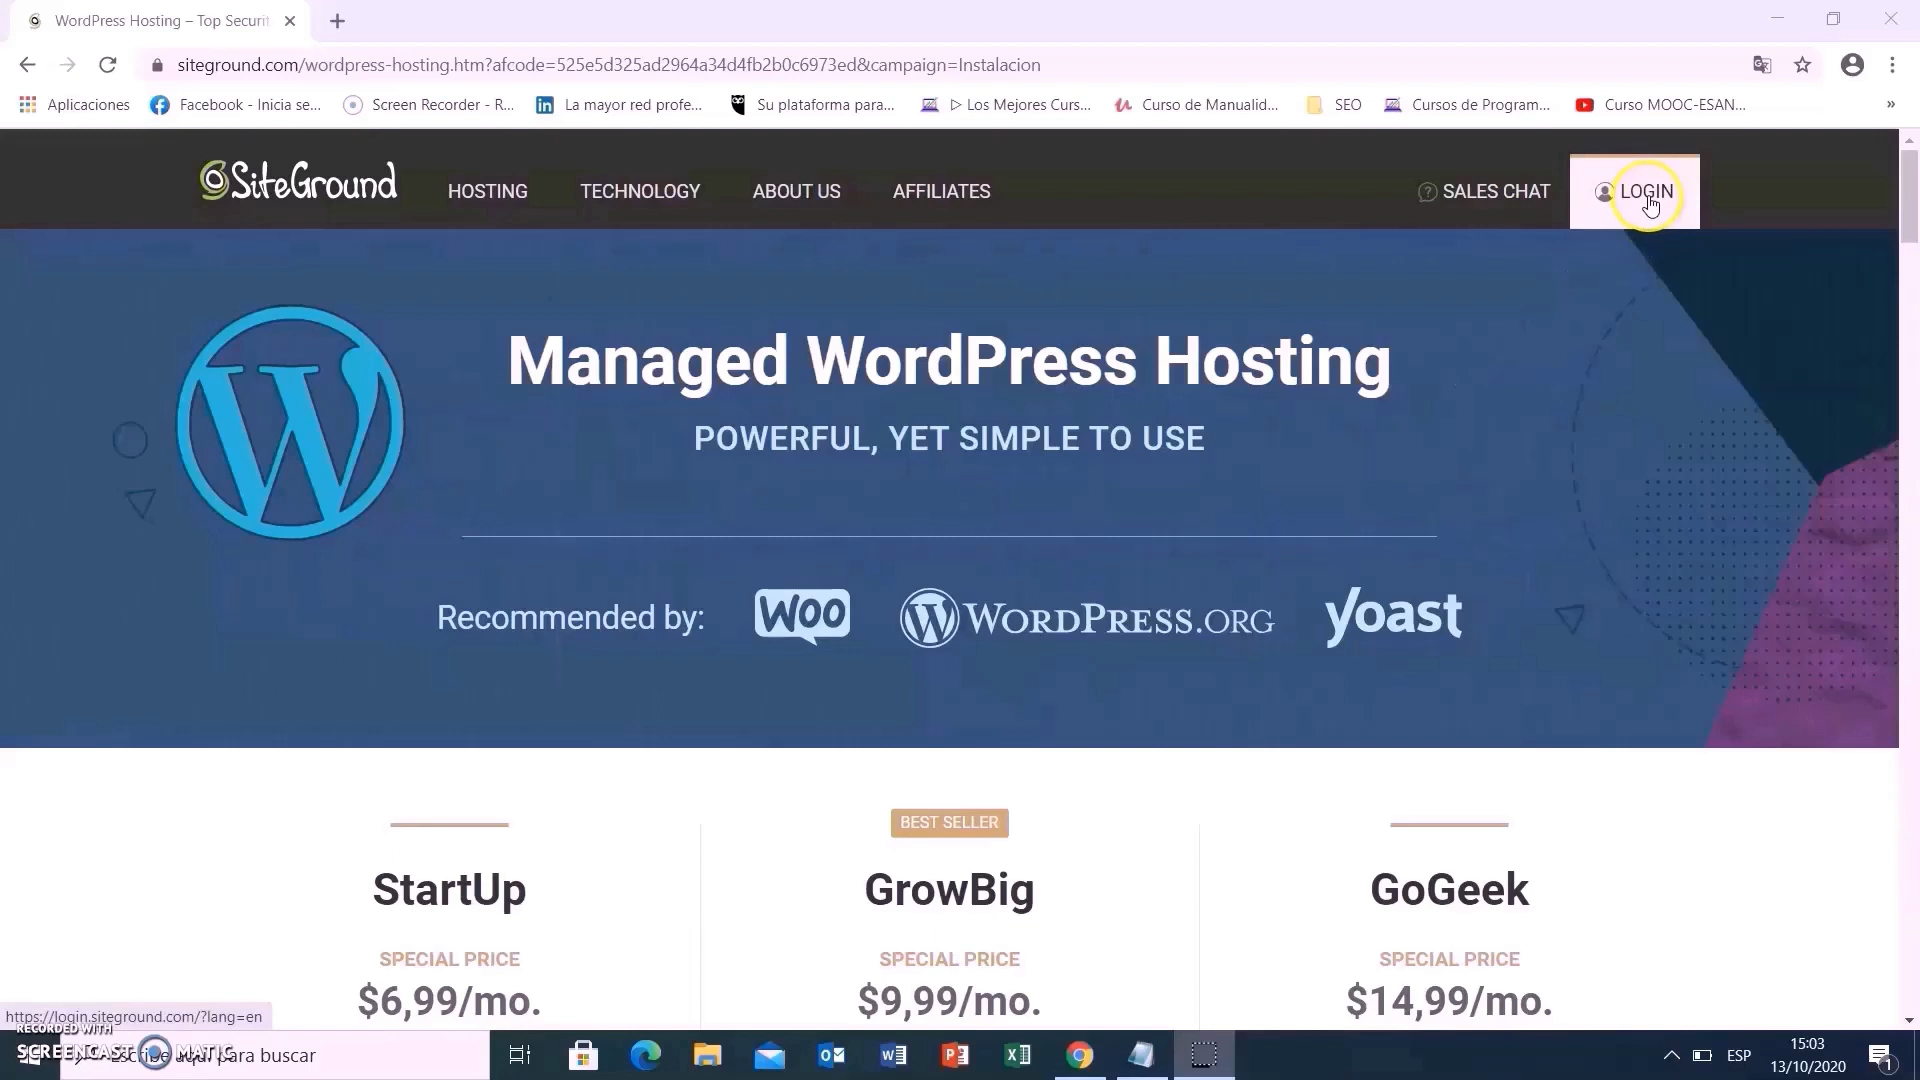 WordPress Hosting – Top Securit
siteground.com/wordpress-hosting.htm?afcode=525e5d325ad2964a34d4fb2b0c6973ed&campaign=Instalacion
Aplicaciones
Facebook - Inicia se...
Screen Recorder - R...
La mayor red profe...
Su plataforma para...
▷ Los Mejores Curs...
Curso de Manualid...
SEO
Cursos de Program...
Curso MOOC-ESAN...
»
SiteGround
HOSTING
TECHNOLOGY
ABOUT US
AFFILIATES
SALES CHAT
LOGIN
Managed WordPress Hosting
POWERFUL, YET SIMPLE TO USE
Recommended by:
WOO
WORDPRESS.ORG
yoast
BEST SELLER
StartUp
GrowBig
GoGeek
SPECIAL PRICE
SPECIAL PRICE
SPECIAL PRICE
$6,99/mo.
$9,99/mo.
$14,99/mo.
https://login.siteground.com/?lang=en
RECORDED WITH
SCREENCAST MATIC
Escribe aquí para buscar
ESP
15:03
13/10/2020
1